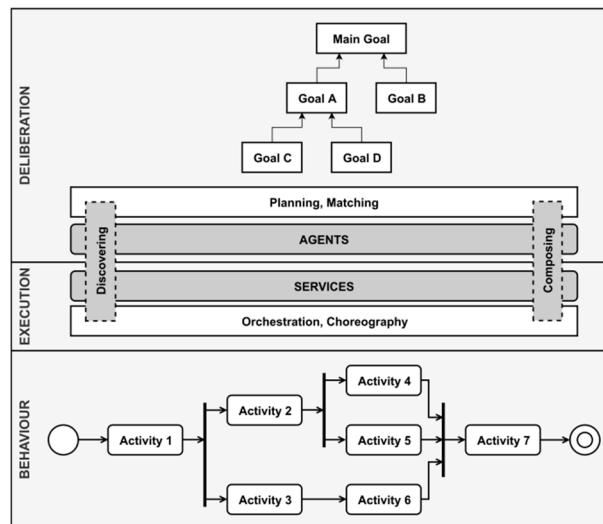 DELIBERATION
Main Goal
Goal A
Goal B
Goal C
Goal D
Planning, Matching
AGENTS
Discovering
Composing
EXECUTION
SERVICES
Orchestration, Choreography
BEHAVIOUR
Activity 1
Activity 2
Activity 3
Activity 4
Activity 5
Activity 6
Activity 7